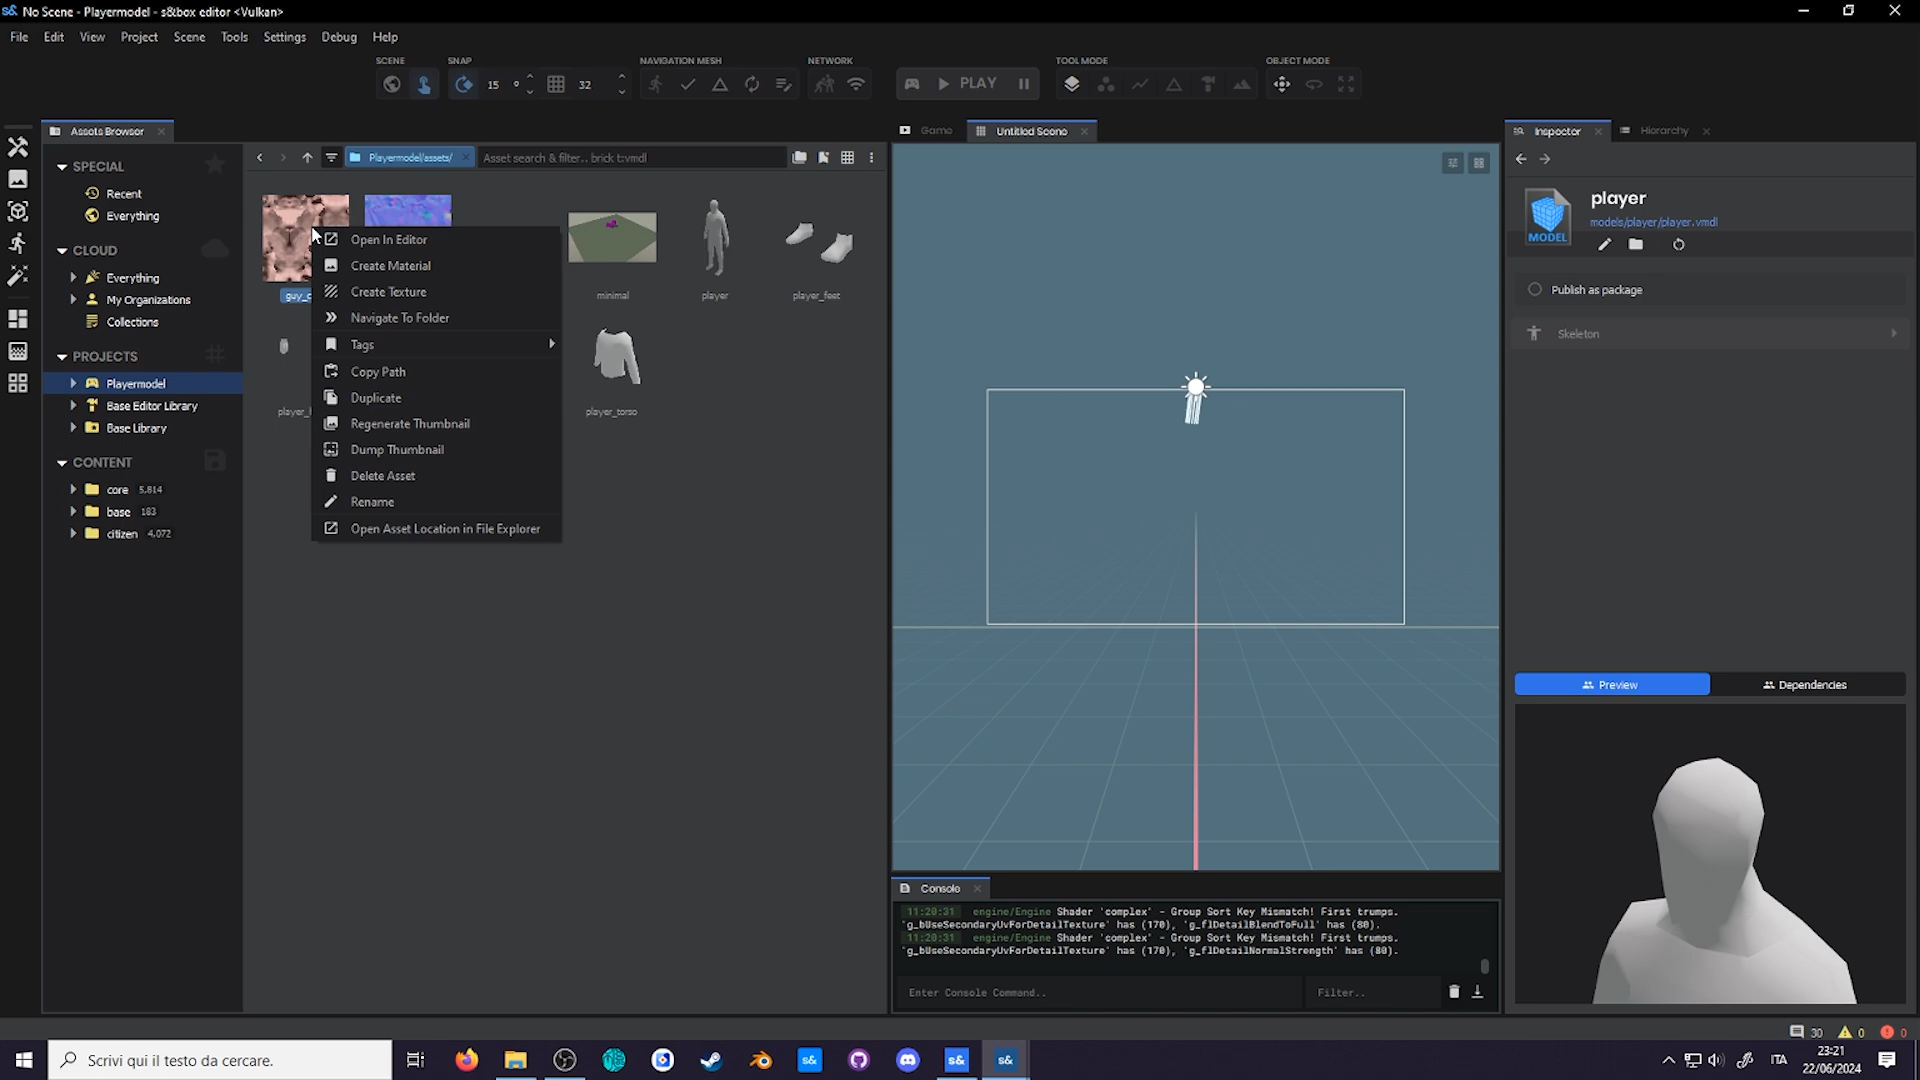 No Scene - Playermodel - s&box editor <Vulkan>
File Edit View Project Scene Tools Settings Debug Help
SCENE SNAP NAVIGATION MESH NETWORK TOOL MODE OBJECT MODE
15 ° 32 PLAY
Assets Browser
SPECIAL
Recent
Everything
CLOUD
Everything
My Organizations
Collections
PROJECTS
Playermodel
Base Editor Library
Base Library
CONTENT
core 5,814
base 183
citizen 4,072
Playermodel/assets/ Asset search & filter.. brick t:vmdl
minimal player player_feet
player_torso
Open In Editor
Create Material
Create Texture
Navigate To Folder
Tags
Copy Path
Duplicate
Regenerate Thumbnail
Dump Thumbnail
Delete Asset
Rename
Open Asset Location in File Explorer
Game Untitled Scene
Console
11:20:31 engine/Engine Shader 'complex' - Group Sort Key Mismatch! First trumps.
'g_bUseSecondaryUvForDetailTexture' has (170), 'g_flDetailBlendToFull' has (80).
11:20:31 engine/Engine Shader 'complex' - Group Sort Key Mismatch! First trumps.
'g_bUseSecondaryUvForDetailTexture' has (170), 'g_flDetailNormalStrength' has (80).
Enter Console Command.. Filter..
Inspector Hierarchy
player
models/player/player.vmdl
MODEL
Publish as package
Skeleton
Preview Dependencies
30 0 0
Scrivi qui il testo da cercare.
s& s& s&
ITA
23:21
22/06/2024